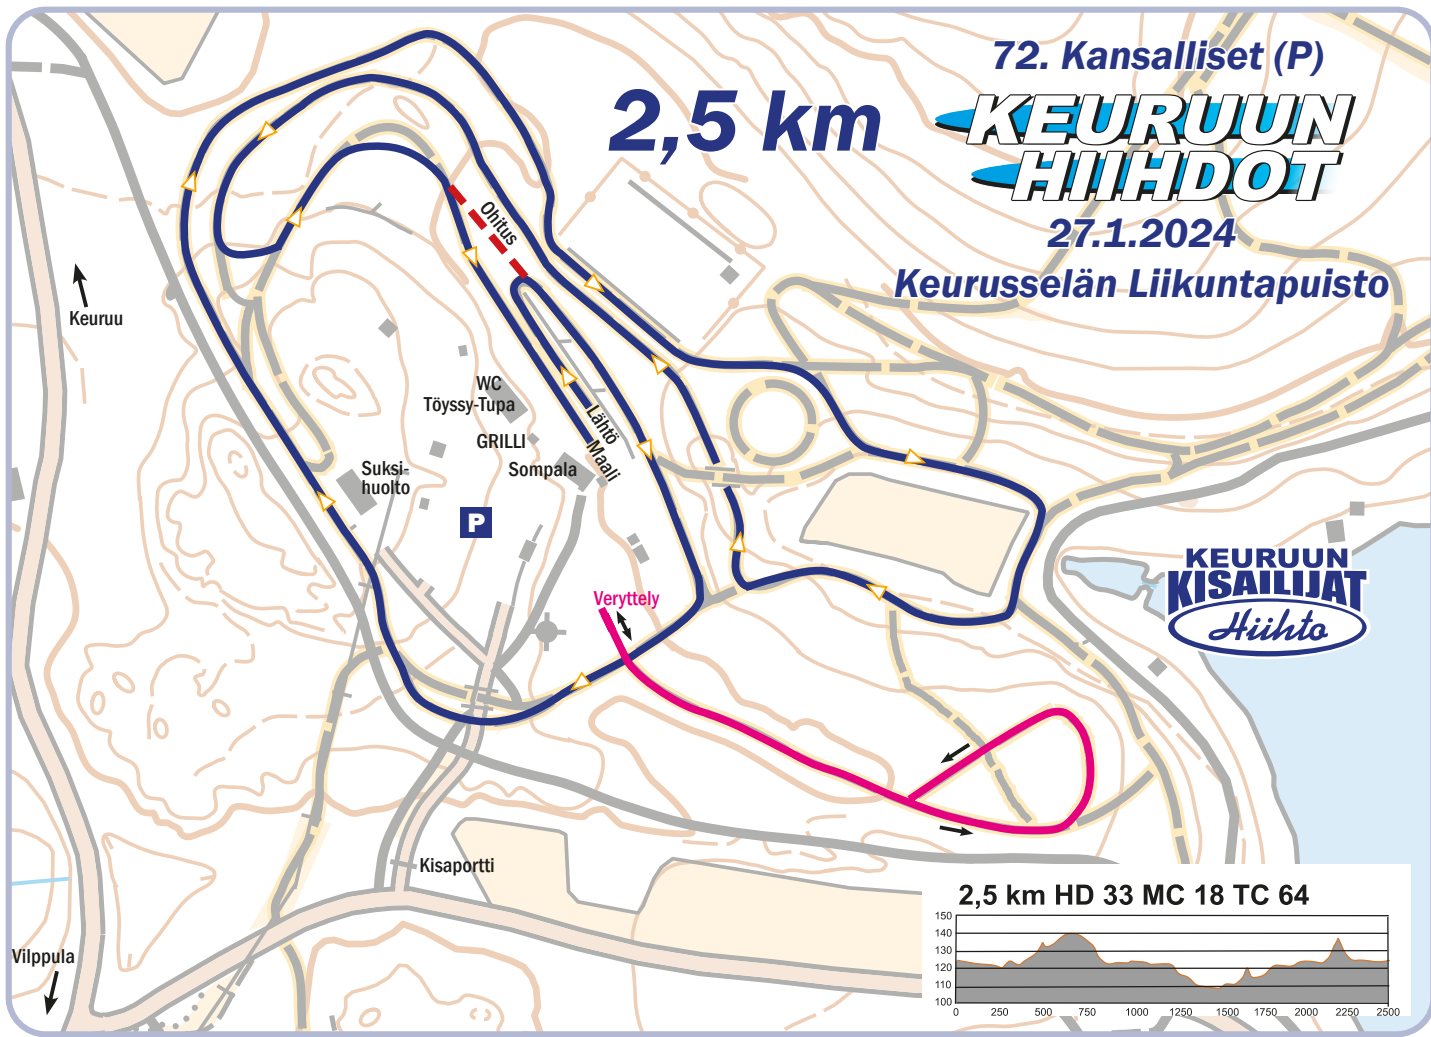 72. Kansalliset (P)
2,5 km
KEURUUN
HIIHDOT
27.1.2024
Keurusselän Liikuntapuisto
Ohitus
Keuruu
WC
Töyssy-Tupa
GRILLI
Sompala
Lähtö
Maali
Suksi-
huolto
P
Veryttely
KEURUUN
KISAILIJAT
Hiihto
Kisaportti
Vilppula
2,5 km HD 33 MC 18 TC 64
150
140
130
120
110
100
0 250 500 750 1000 1250 1500 1750 2000 2250 2500